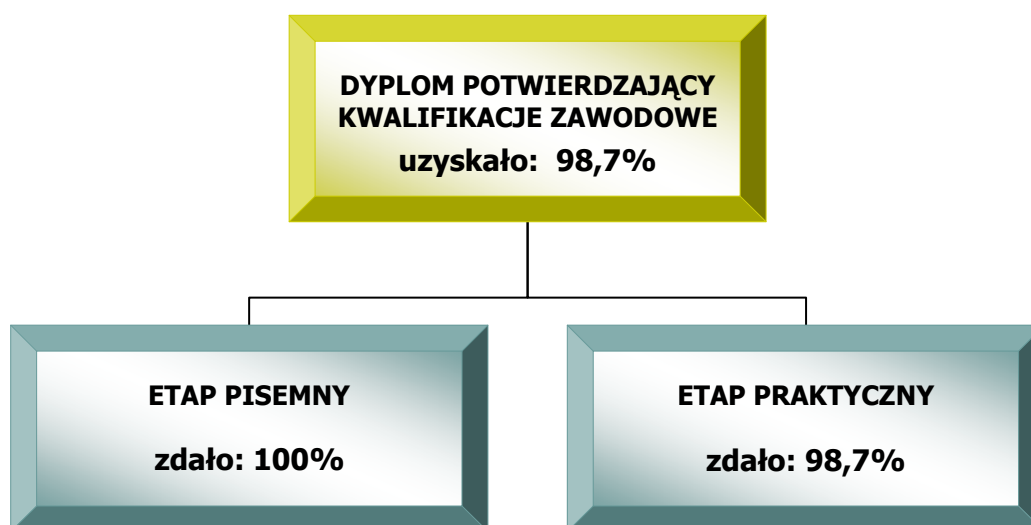 DYPLOM POTWIERDZAJĄCY
KWALIFIKACJE ZAWODOWE
uzyskało: 98,7%
ETAP PISEMNY
zdało: 100%
ETAP PRAKTYCZNY
zdało: 98,7%